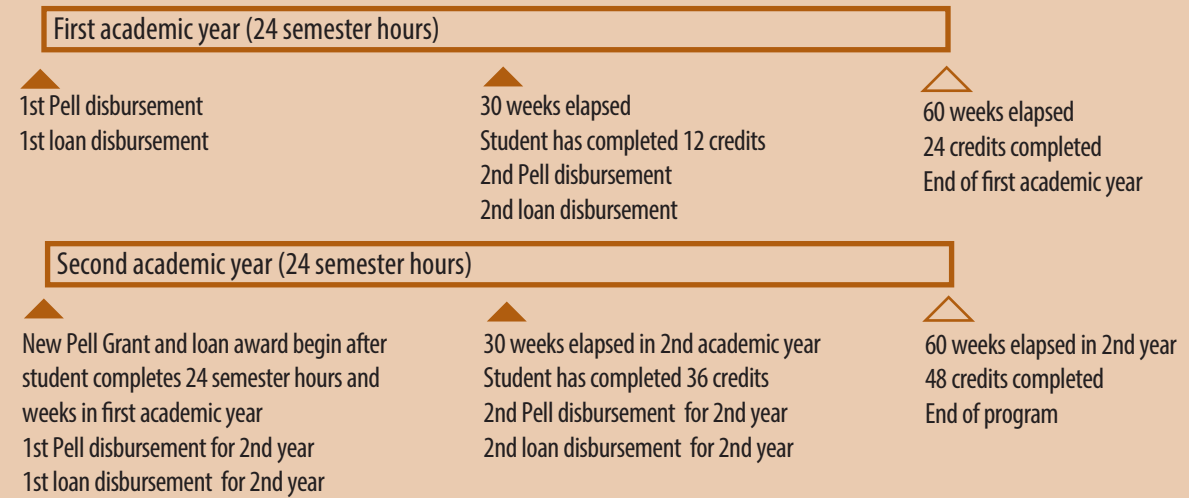 First academic year (24 semester hours)
1st Pell disbursement
1st loan disbursement
30 weeks elapsed
Student has completed 12 credits
2nd Pell disbursement
2nd loan disbursement
60 weeks elapsed
24 credits completed
End of first academic year
Second academic year (24 semester hours)
New Pell Grant and loan award begin after
student completes 24 semester hours and
weeks in first academic year
1st Pell disbursement for 2nd year
1st loan disbursement for 2nd year
30 weeks elapsed in 2nd academic year
Student has completed 36 credits
2nd Pell disbursement for 2nd year
2nd loan disbursement for 2nd year
60 weeks elapsed in 2nd year
48 credits completed
End of program